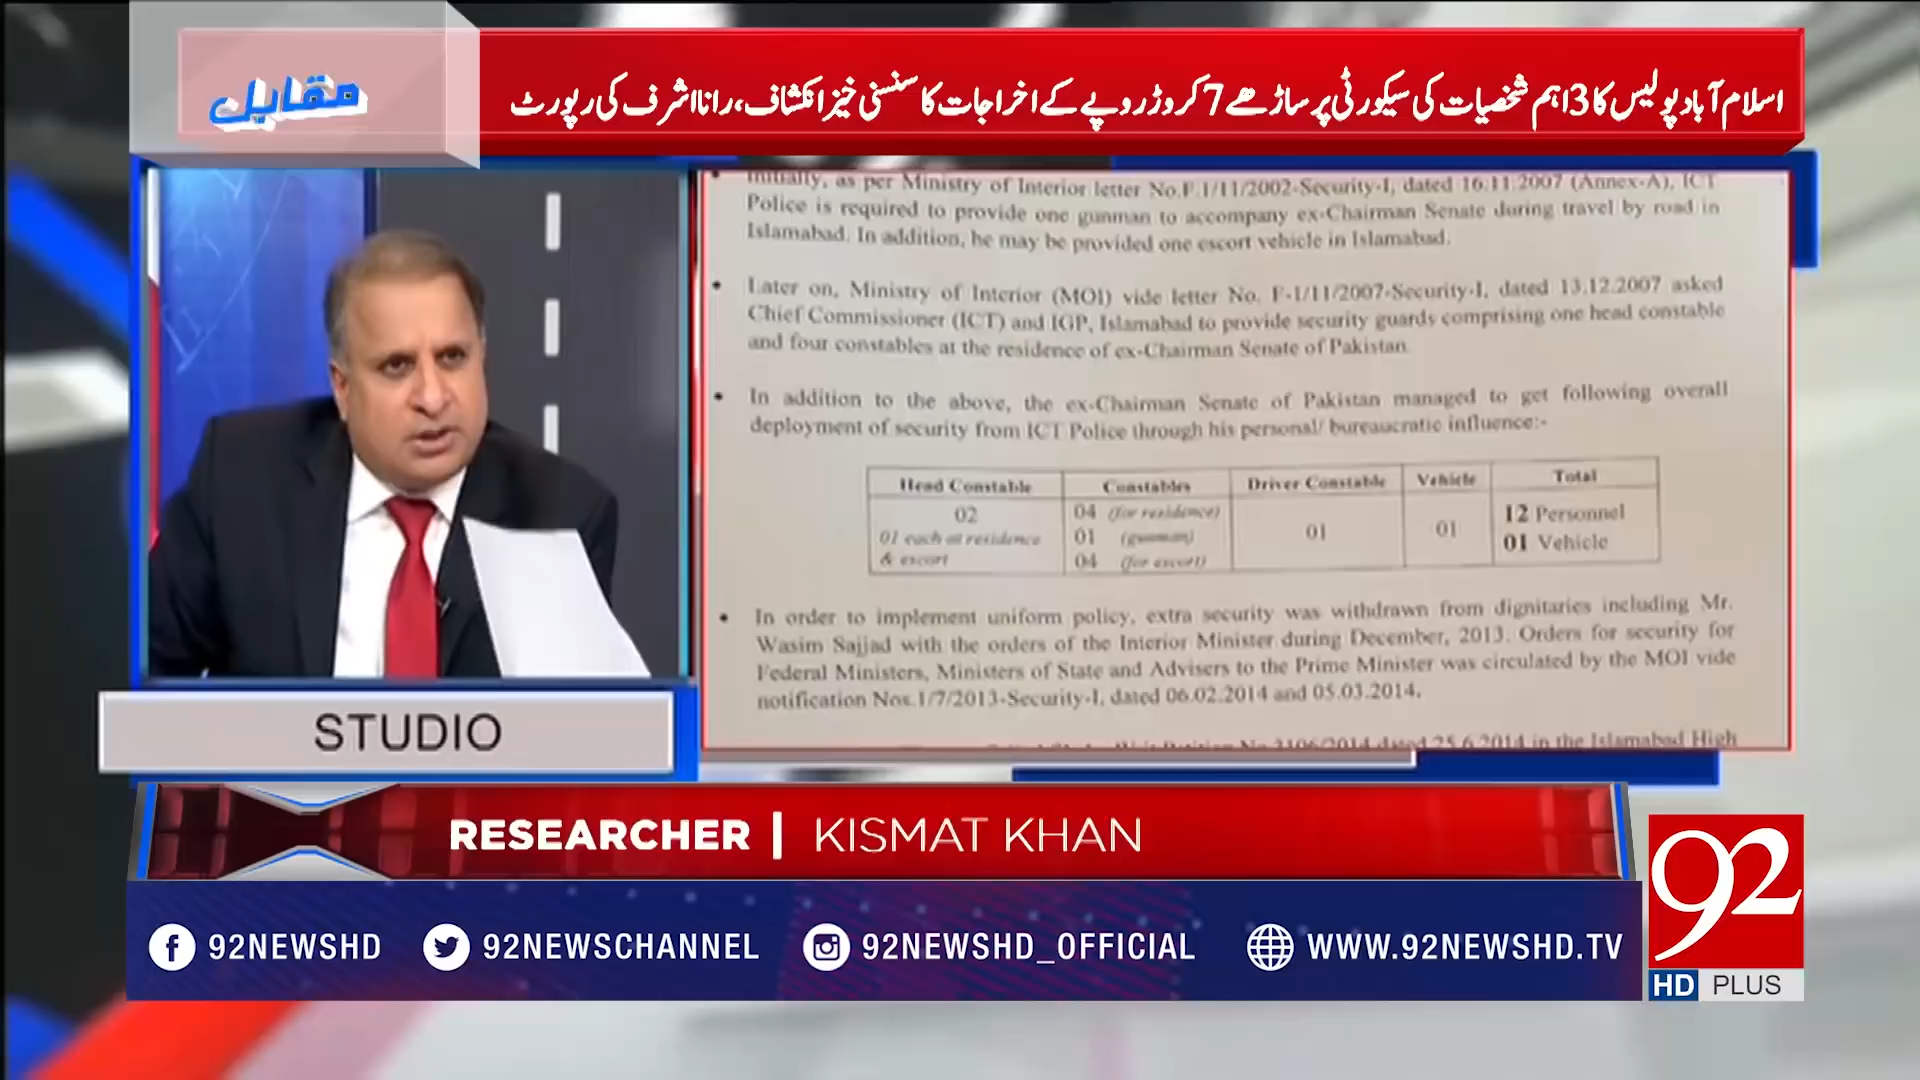 مقابل
اسلام آباد پولیس کا 3 اہم شخصیات کی سیکورٹی پر ساڑھے 7 کروڑ روپے کے اخراجات کا سنسنی خیز انکشاف، رانا اشرف کی رپورٹ
Initially, as per Ministry of Interior letter No.F.1/11/2002-Security-I, dated 16.11.2007 (Annex-A), ICT
Police is required to provide one gunman to accompany ex-Chairman Senate during travel by road in
Islamabad. In addition, he may be provided one escort vehicle in Islamabad.
• Later on, Ministry of Interior (MOI) vide letter No. F-1/11/2007-Security-I, dated 13.12.2007 asked
Chief Commissioner (ICT) and IGP, Islamabad to provide security guards comprising one head constable
and four constables at the residence of ex-Chairman Senate of Pakistan.
• In addition to the above, the ex-Chairman Senate of Pakistan managed to get following overall
deployment of security from ICT Police through his personal/ bureaucratic influence:-
Head Constable Constables Driver Constable Vehicle Total
02 04 (for residence) 01 01 12 Personnel
01 each at residence 01 (gunman) 01 Vehicle
& escort 04 (for escort)
• In order to implement uniform policy, extra security was withdrawn from dignitaries including Mr.
Wasim Sajjad with the orders of the Interior Minister during December, 2013. Orders for security for
Federal Ministers, Ministers of State and Advisers to the Prime Minister was circulated by the MOI vide
notification Nos.1/7/2013-Security-I, dated 06.02.2014 and 05.03.2014.
Petition No.3106/2014 dated 25.6.2014 in the Islamabad High
STUDIO
RESEARCHER | KISMAT KHAN
92NEWSHD 92NEWSCHANNEL 92NEWSHD_OFFICIAL WWW.92NEWSHD.TV
92
HD PLUS